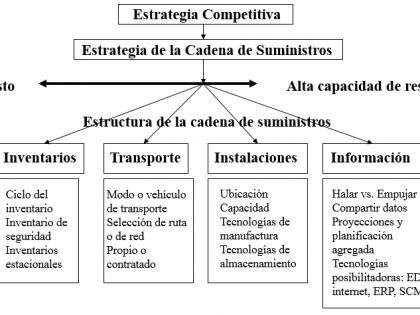 Estrategia Competitiva
Estrategia de la Cadena de Suministros
Alta capacidad de
Estructura de la cadena de suministros
Inventarios
Transporte
Instalaciones
Información
Ciclo del
inventario
Inventario de
seguridad
Inventarios
estacionales
Modo o vehículo
de transporte
Selección de ruta
o de red
Propio o
contratado
Ubicación
Capacidad
Tecnologías de
manufactura
Tecnologías de
almacenamiento
Halar vs. Empujar
Compartir datos
Proyecciones y
planificación
agregada
Tecnologías
posibilitadoras:
internet, ERP, SCM